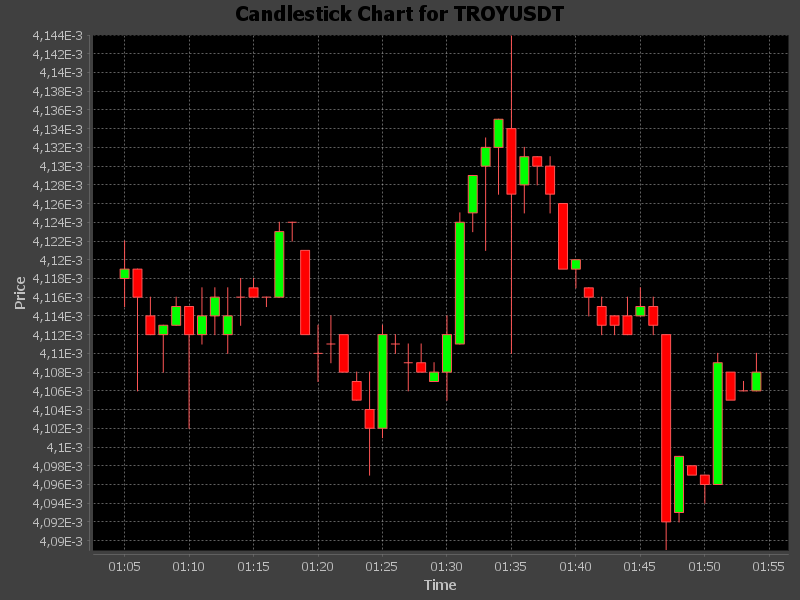 Candlestick Chart for TROYUSDT
4,144E-3
4,142E-3
4,14E-3
4,138E-3
4,136E-3
4,134E-3
4,132E-3
4,13E-3
4,128E-3
4,126E-3
4,124E-3
4,122E-3
4,12E-3
4,118E-3
4,116E-3
4,114E-3
4,112E-3
4,11E-3
4,108E-3
4,106E-3
4,104E-3
4,102E-3
4,1E-3
4,098E-3
4,096E-3
4,094E-3
4,092E-3
4,09E-3
Price
01:05 01:10 01:15 01:20 01:25 01:30 01:35 01:40 01:45 01:50 01:55
Time